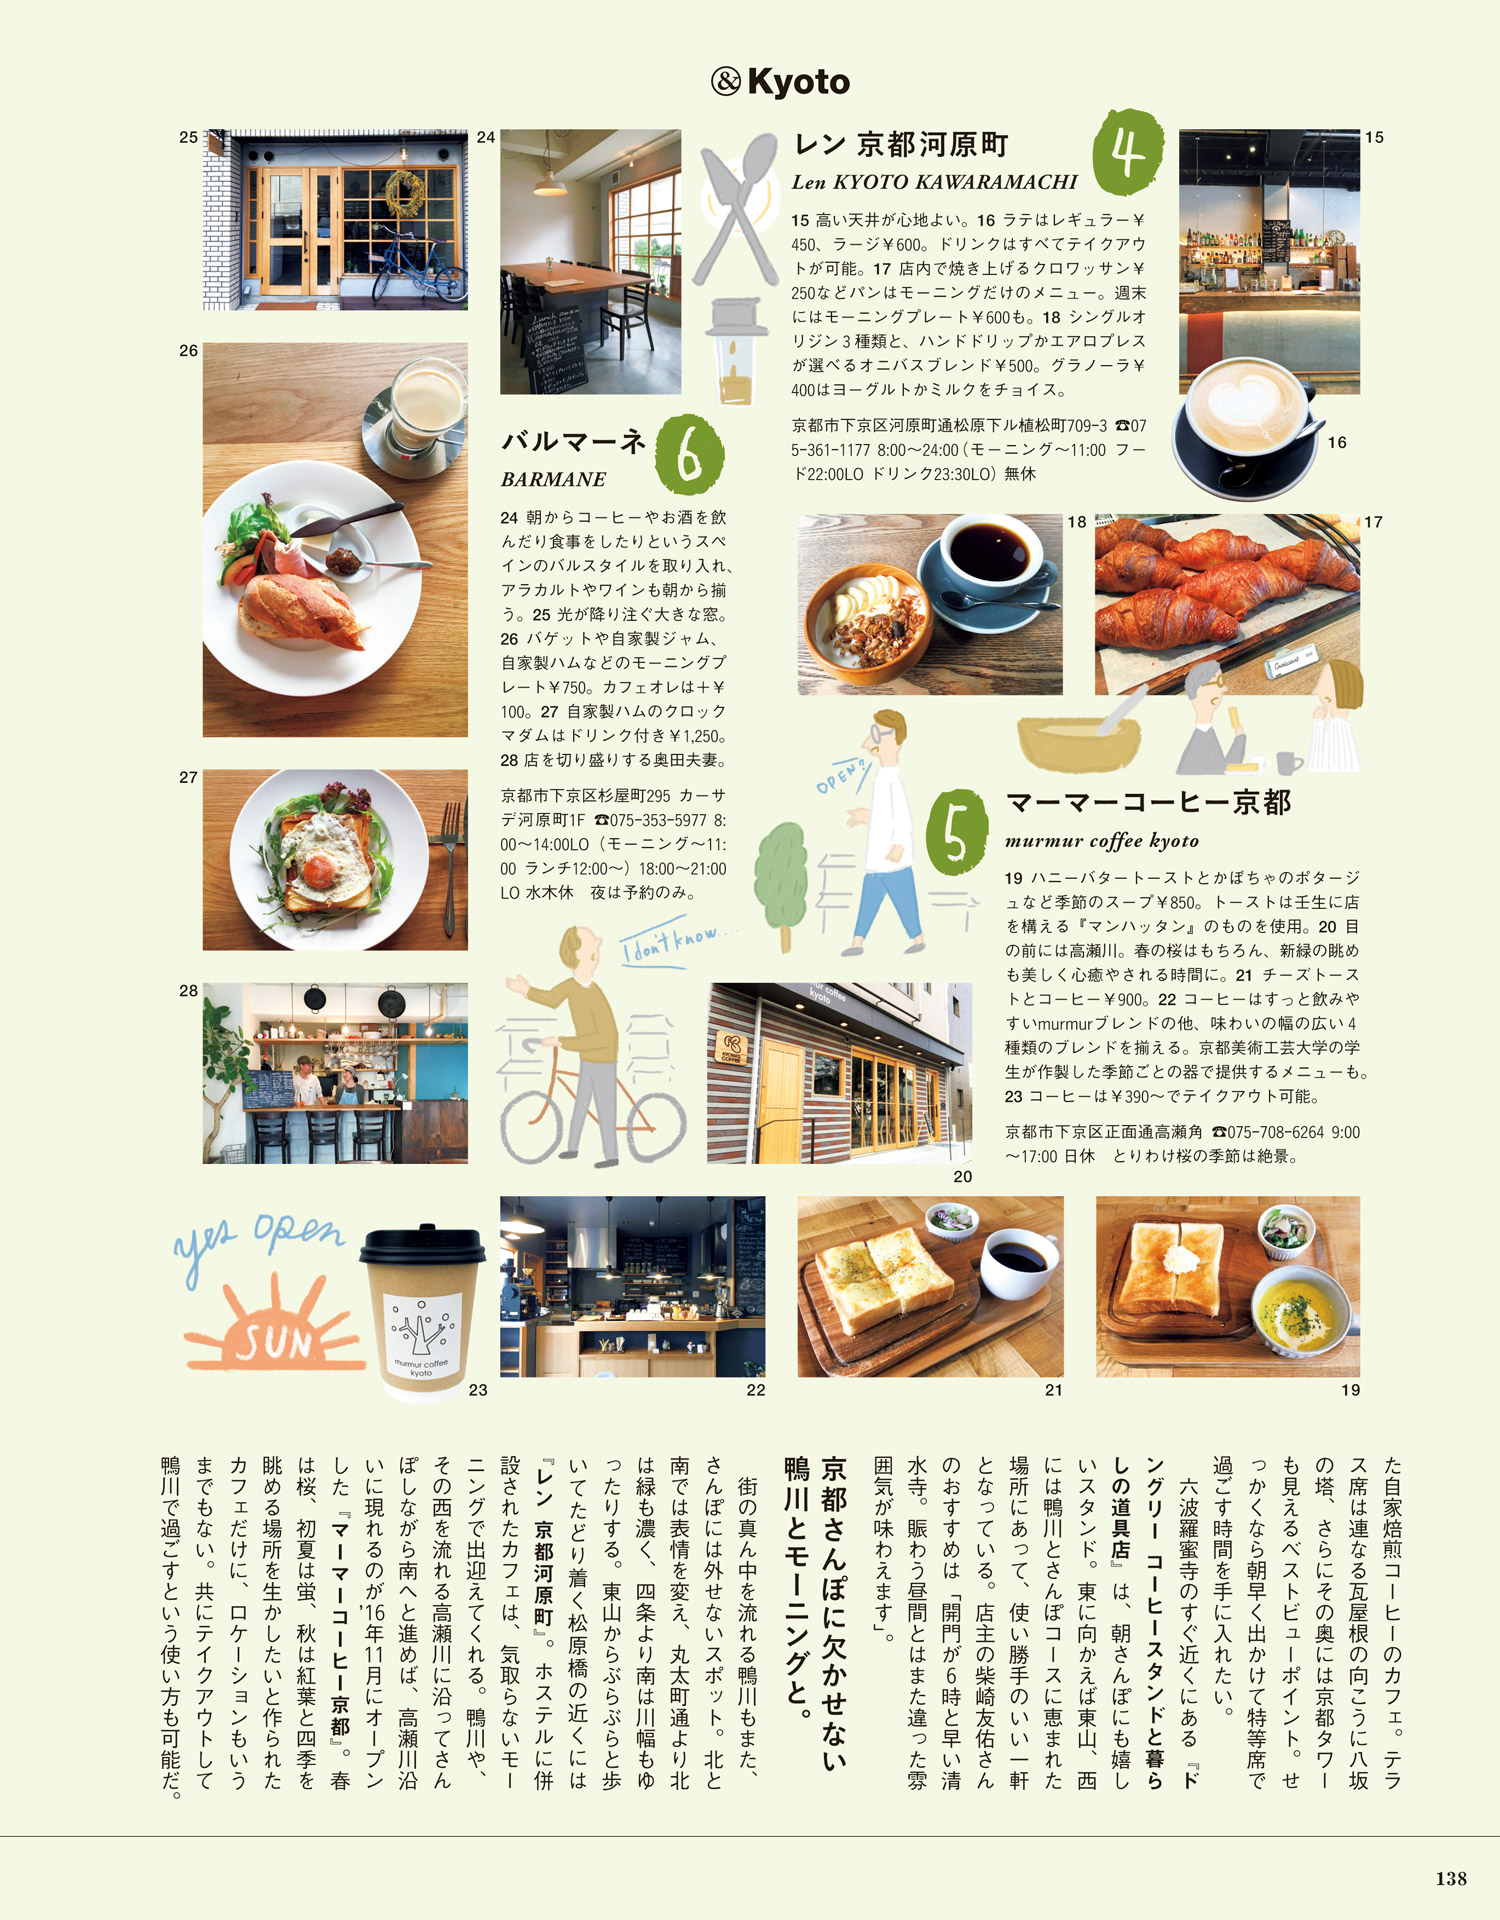 &Kyoto
レン 京都河原町
Len KYOTO KAWARAMACHI
4
15 高い天井が心地よい。16 ラテはレギュラー¥
450、ラージ¥600。ドリンクはすべてテイクアウ
トが可能。17 店内で焼き上げるクロワッサン¥
250などパンはモーニングだけのメニュー。週末
にはモーニングプレート¥600も。18 シングルオ
リジン3種類と、ハンドドリップかエアロプレス
が選べるオニバスブレンド¥500。グラノーラ¥
400はヨーグルトかミルクをチョイス。
京都市下京区河原町通松原下ル植松町709-3 ☎07
5-361-1177 8:00〜24:00(モーニング〜11:00 フー
ド22:00LO ドリンク23:30LO) 無休
15
16
17
18
25
24
26
27
28
バルマーネ
BARMANE
6
24 朝からコーヒーやお酒を飲
んだり食事をしたりというスペ
インのバルスタイルを取り入れ、
アラカルトやワインも朝から揃
う。25 光が降り注ぐ大きな窓。
26 バゲットや自家製ジャム、
自家製ハムなどのモーニングプ
レート¥750。カフェオレは+¥
100。27 自家製ハムのクロック
マダムはドリンク付き¥1,250。
28 店を切り盛りする奥田夫妻。
京都市下京区杉屋町295 カーサ
デ河原町1F ☎075-353-5977 8:
00〜14:00LO (モーニング〜11:
00 ランチ12:00〜) 18:00〜21:00
LO 水木休　夜は予約のみ。
OPEN?
I don't know.....
5
マーマーコーヒー京都
murmur coffee kyoto
19 ハニーバタートーストとかぼちゃのポタージ
ュなど季節のスープ¥850。トーストは壬生に店
を構える『マンハッタン』のものを使用。20 目
の前には高瀬川。春の桜はもちろん、新緑の眺め
も美しく心癒やされる時間に。21 チーズトース
トとコーヒー¥900。22 コーヒーはすっと飲みや
すいmurmurブレンドの他、味わいの幅の広い4
種類のブレンドを揃える。京都美術工芸大学の学
生が作製した季節ごとの器で提供するメニューも。
23 コーヒーは¥390〜でテイクアウト可能。
京都市下京区正面通高瀬角 ☎075-708-6264 9:00
〜17:00 日休　とりわけ桜の季節は絶景。
20
yes open
SUN
murmur coffee
kyoto
23
22
21
19
た自家焙煎コーヒーのカフェ。テラ
ス席は連なる瓦屋根の向こうに八坂
の塔、さらにその奥には京都タワー
も見えるベストビューポイント。せ
っかくなら朝早く出かけて特等席で
過ごす時間を手に入れたい。
六波羅蜜寺のすぐ近くにある『ド
ングリー コーヒースタンドと暮ら
しの道具店』は、朝さんぽにも嬉し
いスタンド。東に向かえば東山、西
には鴨川とさんぽコースに恵まれた
場所にあって、使い勝手のいい一軒
となっている。店主の柴崎友佑さん
のおすすめは「開門が6時と早い清
水寺。賑わう昼間とはまた違った雰
囲気が味わえます」。
京都さんぽに欠かせない
鴨川とモーニングと。
街の真ん中を流れる鴨川もまた、
さんぽには外せないスポット。北と
南では表情を変え、丸太町通より北
は緑も濃く、四条より南は川幅もゆ
ったりする。東山からぶらぶらと歩
いてたどり着く松原橋の近くには
『レン 京都河原町』。ホステルに併
設されたカフェは、気取らないモー
ニングで出迎えてくれる。鴨川や、
その西を流れる高瀬川に沿ってさん
ぽしながら南へと進めば、高瀬川沿
いに現れるのが'16年11月にオープン
した『マーマーコーヒー京都』。春
は桜、初夏は蛍、秋は紅葉と四季を
眺める場所を生かしたいと作られた
カフェだけに、ロケーションもいう
までもない。共にテイクアウトして
鴨川で過ごすという使い方も可能だ。
138